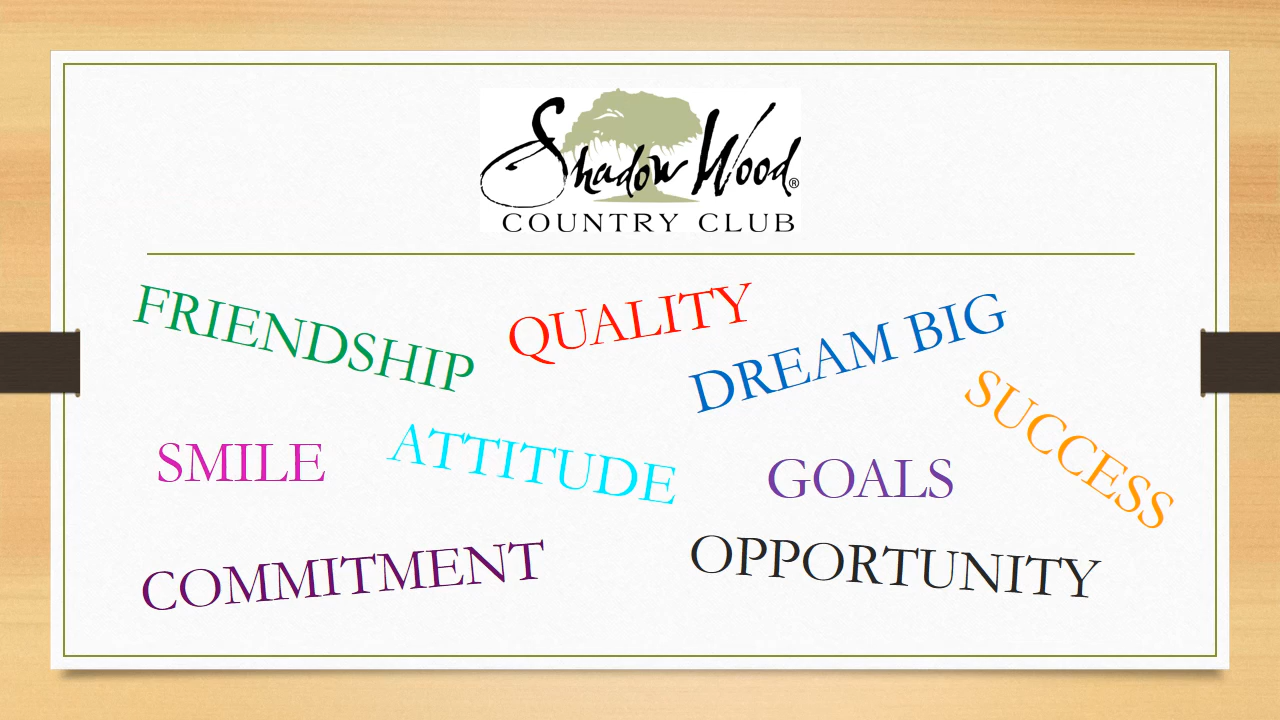 Shadow Wood®
COUNTRY CLUB
FRIENDSHIP
QUALITY
DREAM BIG
SUCCESS
SMILE
ATTITUDE
GOALS
COMMITMENT
OPPORTUNITY